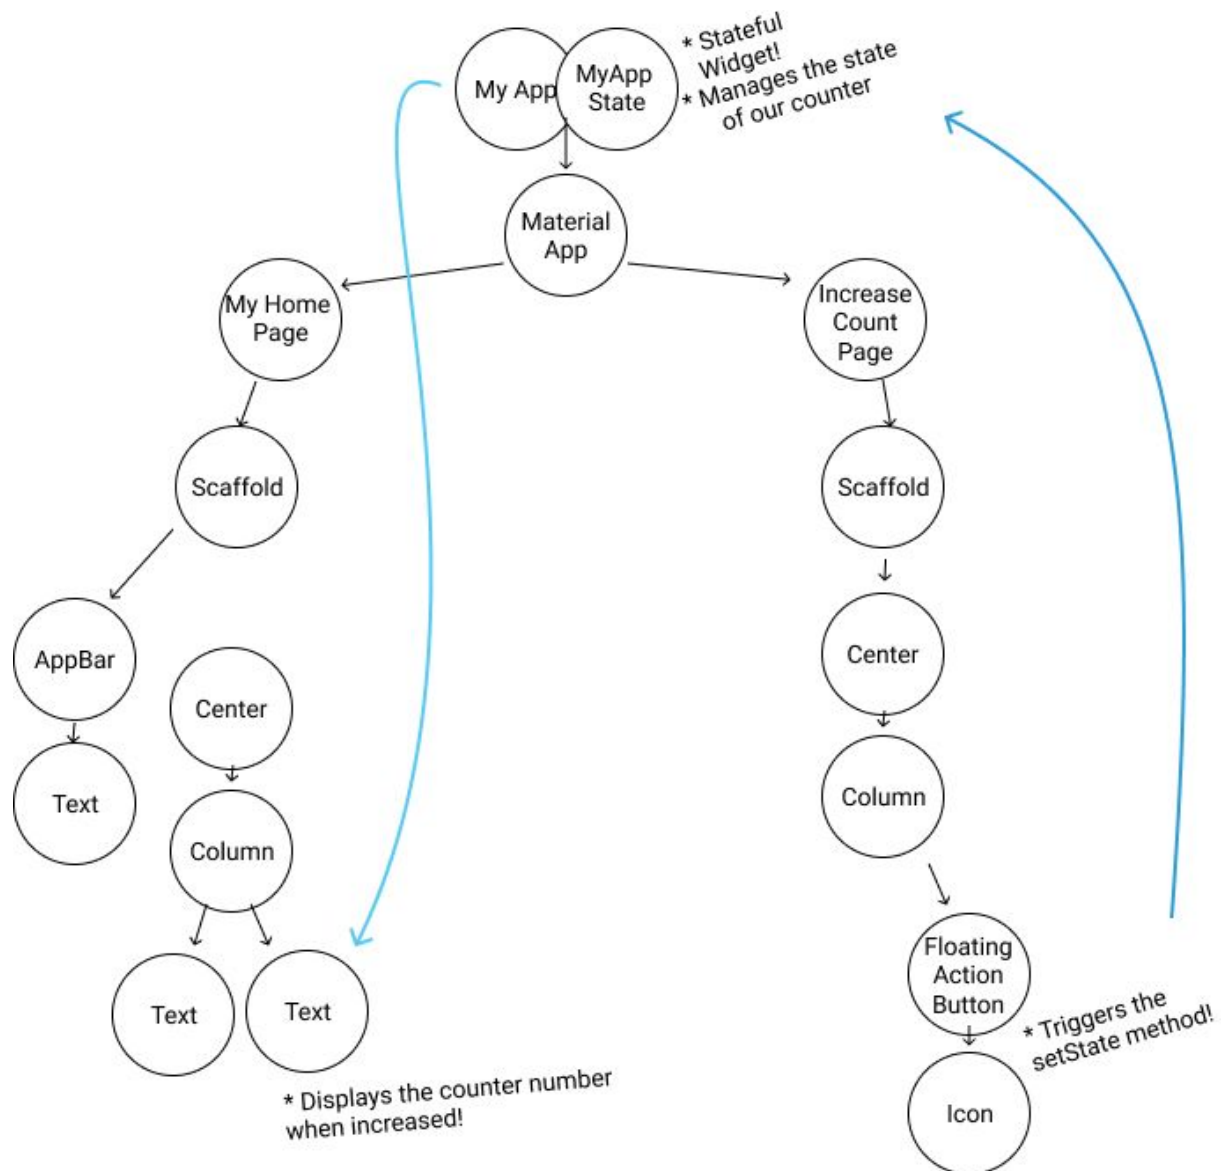 My App
MyApp
State
* Stateful
Widget!
* Manages the state
of our counter
Material
App
My Home
Page
Increase
Count
Page
Scaffold
Scaffold
AppBar
Center
Center
Text
Column
Column
Text
Text
Floating
Action
Button
* Triggers the
setState method!
* Displays the counter number
when increased!
Icon